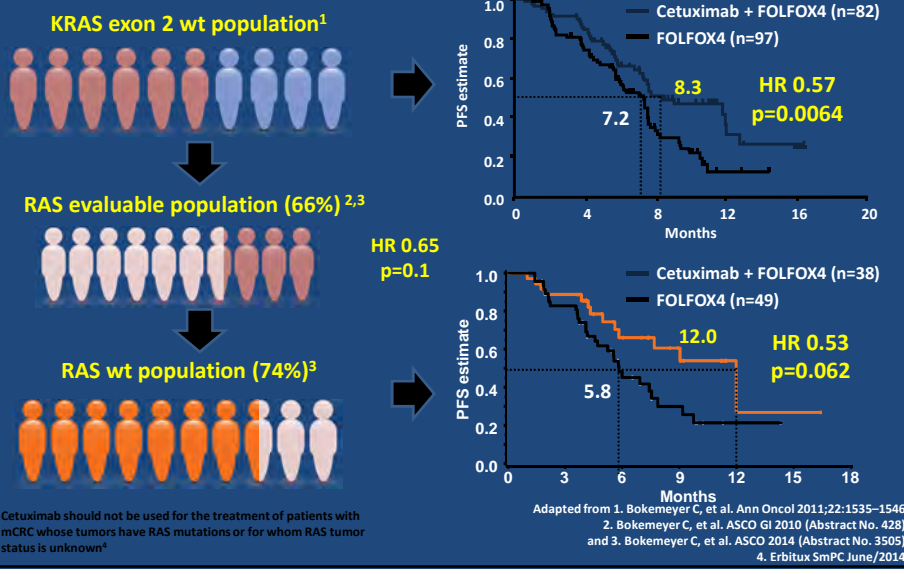 KRAS exon 2 wt population1
RAS evaluable population (66%) 2,3
RAS wt population (74%)3
Cetuximab should not be used for the treatment of patients with
mCRC whose tumors have RAS mutations or for whom RAS tumor
status is unknown4
HR 0.65
p=0.1
PFS estimate
1.0
0.8
0.6
0.4
0.2
0.0
0 4 8 12 16 20
Months
Cetuximab + FOLFOX4 (n=82)
FOLFOX4 (n=97)
8.3
7.2
HR 0.57
p=0.0064
PFS estimate
1.0
0.8
0.6
0.4
0.2
0.0
0 3 6 9 12 15 18
Months
Cetuximab + FOLFOX4 (n=38)
FOLFOX4 (n=49)
12.0
5.8
HR 0.53
p=0.062
Adapted from 1. Bokemeyer C, et al. Ann Oncol 2011;22:1535–1546
2. Bokemeyer C, et al. ASCO GI 2010 (Abstract No. 428)
and 3. Bokemeyer C, et al. ASCO 2014 (Abstract No. 3505)
4. Erbitux SmPC June/2014